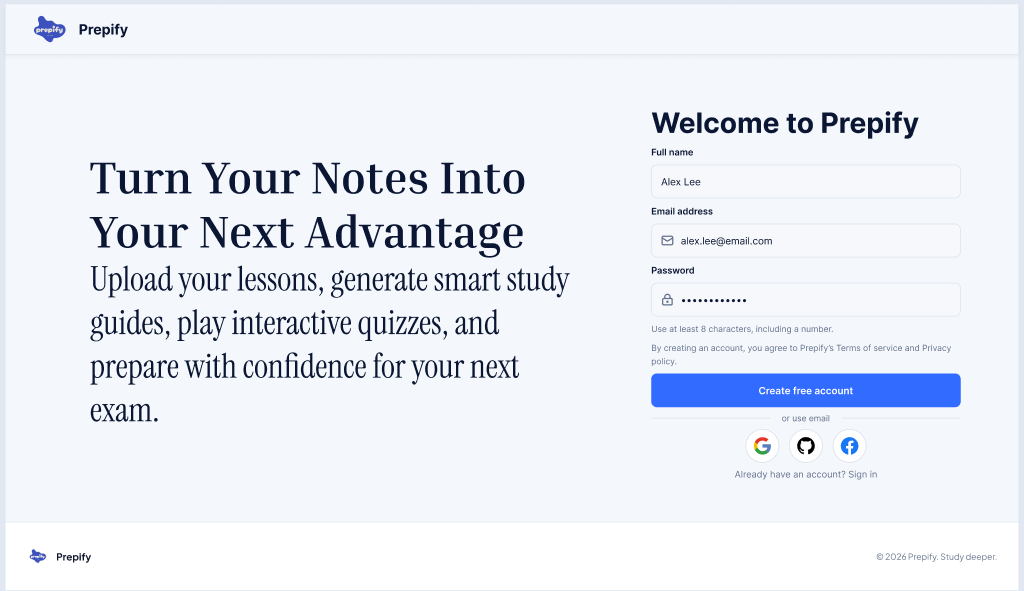 prepify
Prepify
Turn Your Notes Into
Your Next Advantage
Upload your lessons, generate smart study
guides, play interactive quizzes, and
prepare with confidence for your next
exam.
Welcome to Prepify
Full name
Alex Lee
Email address
alex.lee@email.com
Password
••••••••••••
Use at least 8 characters, including a number.
By creating an account, you agree to Prepify's Terms of service and Privacy
policy.
Create free account
or use email
Already have an account? Sign in
prepify
Prepify
© 2026 Prepify. Study deeper.